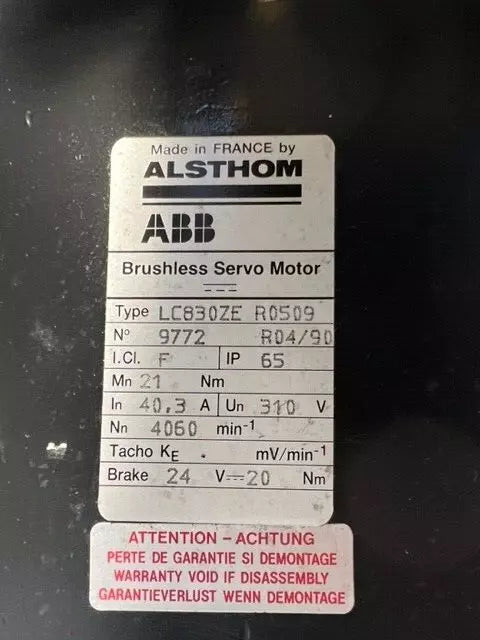 Made in FRANCE by
ALSTHOM
ABB
Brushless Servo Motor
Type LC830ZE R0509
N° 9772 R04/90
I.Cl. F IP 65
Mn 21 Nm
In 40,3 A Un 310 V
Nn 4060 min-1
Tacho KE . mV/min-1
Brake 24 V 20 Nm
ATTENTION - ACHTUNG
PERTE DE GARANTIE SI DEMONTAGE
WARRANTY VOID IF DISASSEMBLY
GARANTIEVERLUST WENN DEMONTAGE